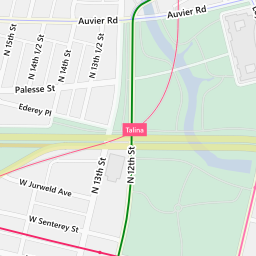 Auvier Rd
Auvier Rd
N 15th St
N 14th 1/2 St
N 14th St
N 13th 1/2 St
Palesse St
Ederey Pl
Talina
N 13th St
N 12th St
W Jurweld Ave
W Senterey St